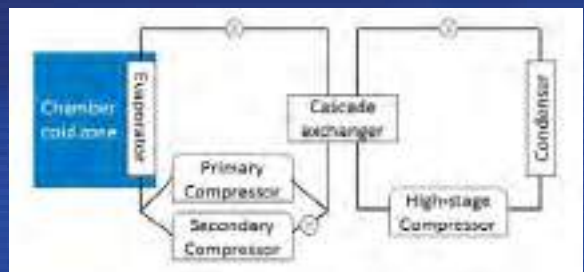 Chamber
cold zone
Evaporator
Cascade
exchanger
Primary
Compressor
Secondary
Compressor
High-stage
Compressor
Condenser